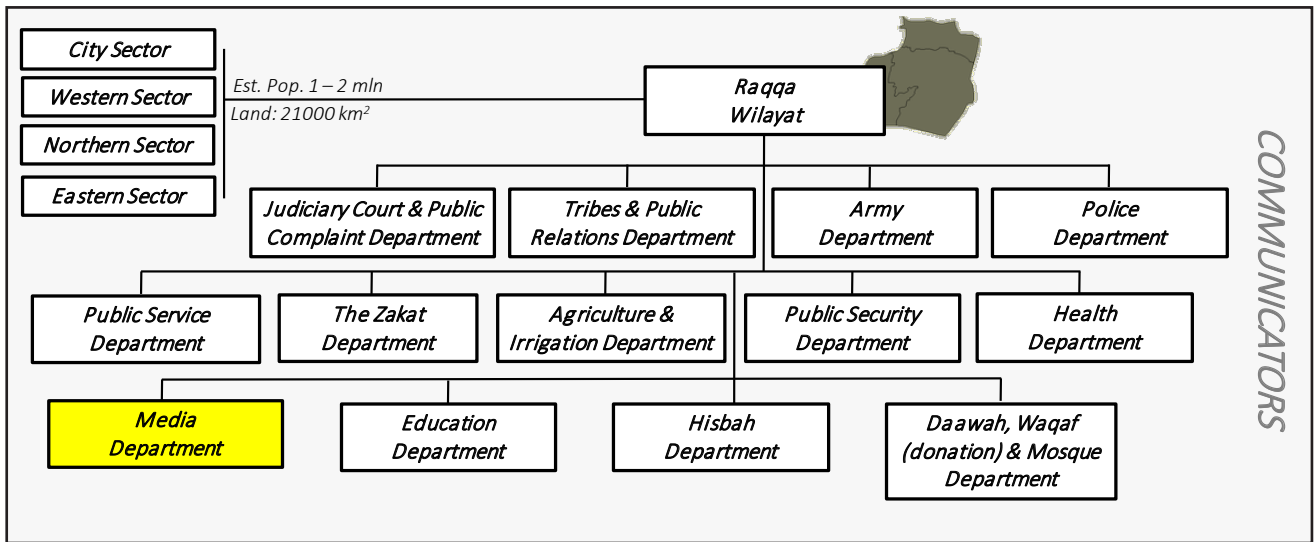 City Sector
Western Sector
Northern Sector
Eastern Sector
Est. Pop. 1 – 2 mln
Land: 21000 km²
Raqqa
Wilayat
COMMUNICATORS
Judiciary Court & Public
Complaint Department
Tribes & Public
Relations Department
Army
Department
Police
Department
Public Service
Department
The Zakat
Department
Agriculture &
Irrigation Department
Public Security
Department
Health
Department
Media
Department
Education
Department
Hisbah
Department
Daawah, Waqaf
(donation) & Mosque
Department